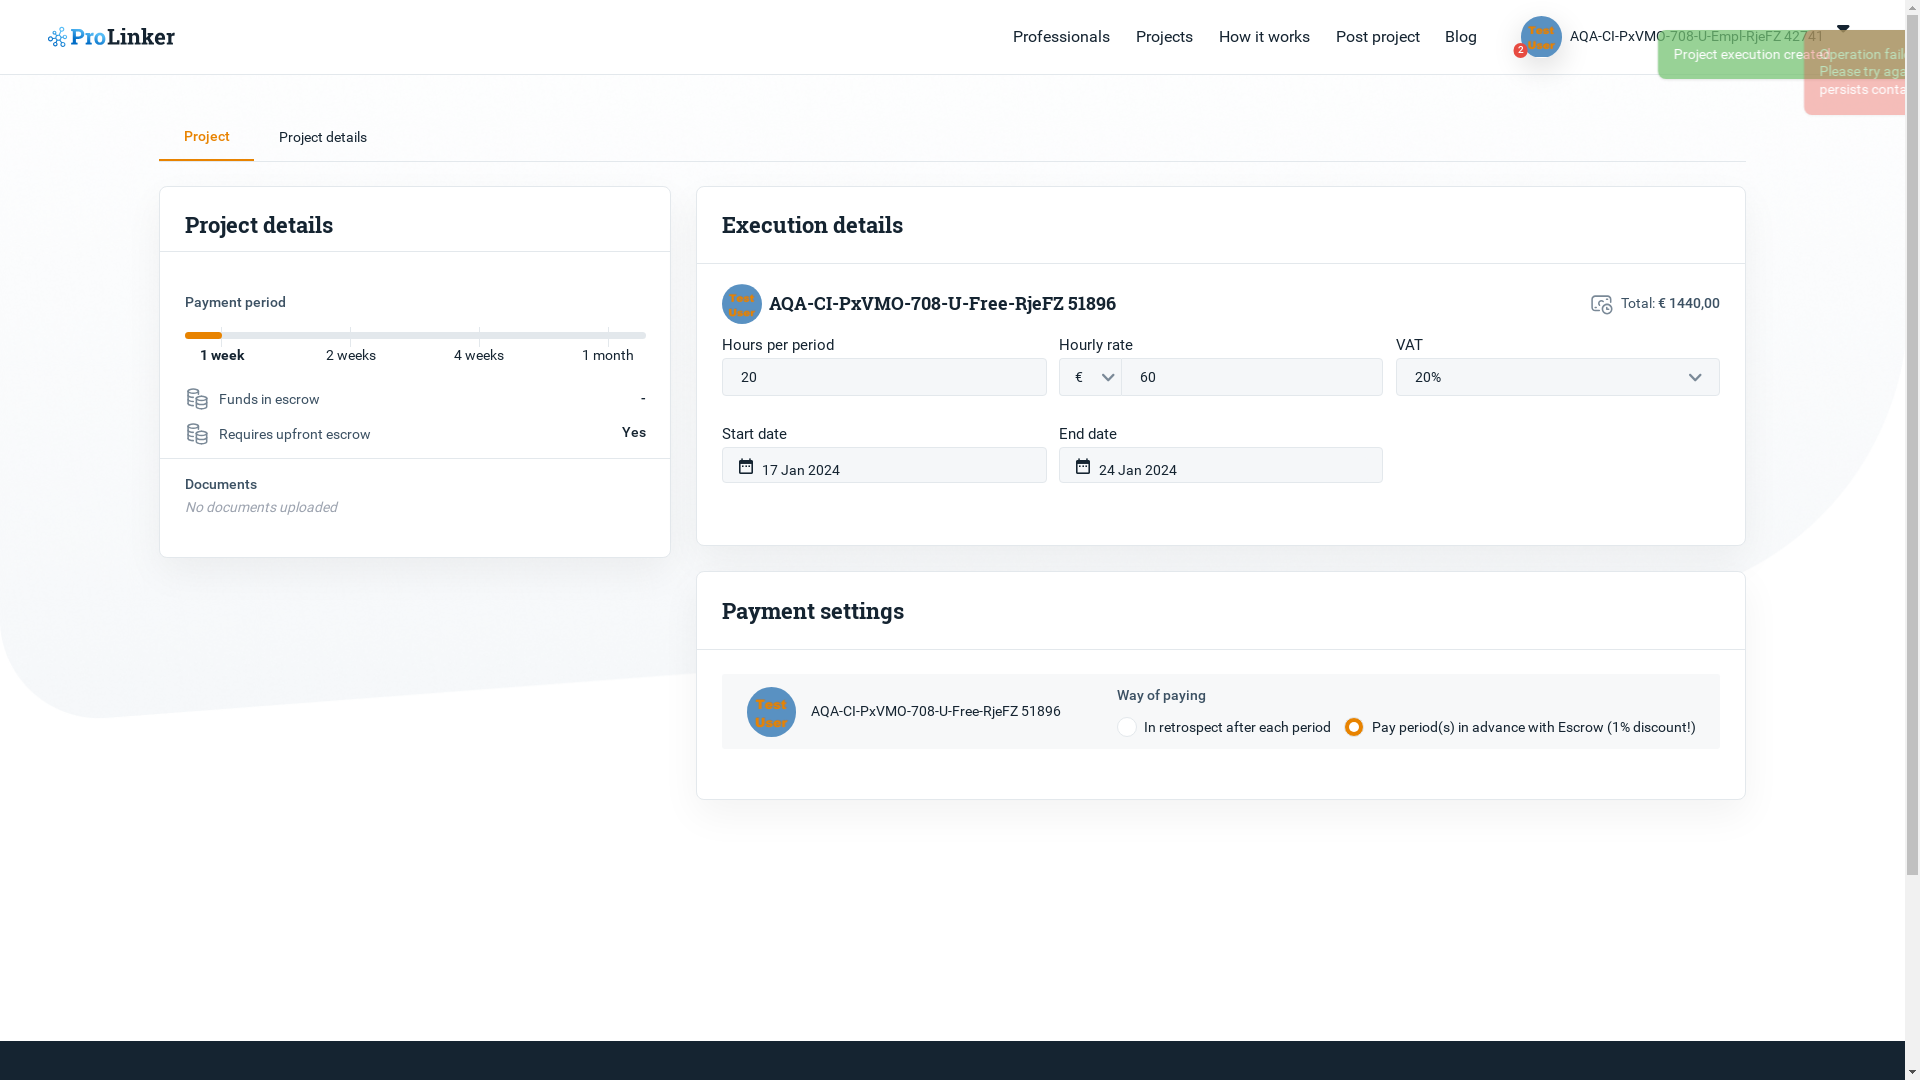 ProLinker
Professionals
Projects
How it works
Post project
Blog
Test User
2
AQA-CI-PxVMO-708-U-Empl-RjeFZ 42741
Project execution created
Operation
Please try
persists
Project
Project details
Project details
Payment period
1 week
2 weeks
4 weeks
1 month
Funds in escrow
-
Requires upfront escrow
Yes
Documents
No documents uploaded
Execution details
Test User
AQA-CI-PxVMO-708-U-Free-RjeFZ 51896
Total: € 1440,00
Hours per period
Hourly rate
VAT
20
€
60
20%
Start date
End date
17 Jan 2024
24 Jan 2024
Payment settings
Test
User
AQA-CI-PxVMO-708-U-Free-RjeFZ 51896
Way of paying
In retrospect after each period
Pay period(s) in advance with Escrow (1% discount!)